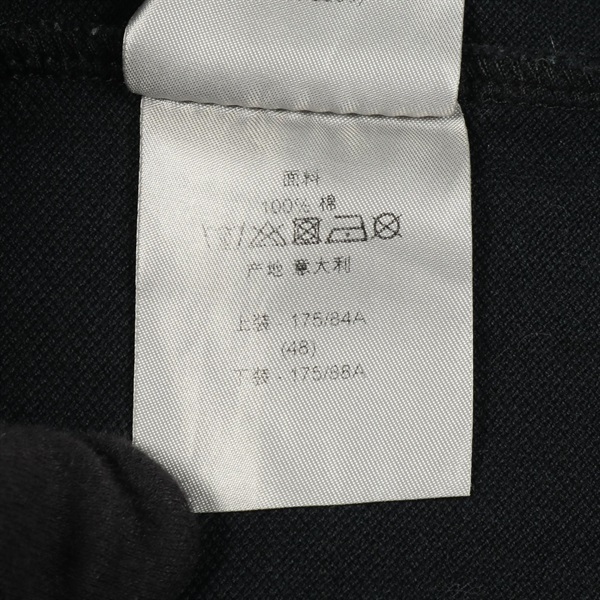 面料
100% 棉
产地 意大利
上装 : 175/84A
(48)
下装 : 175/88A